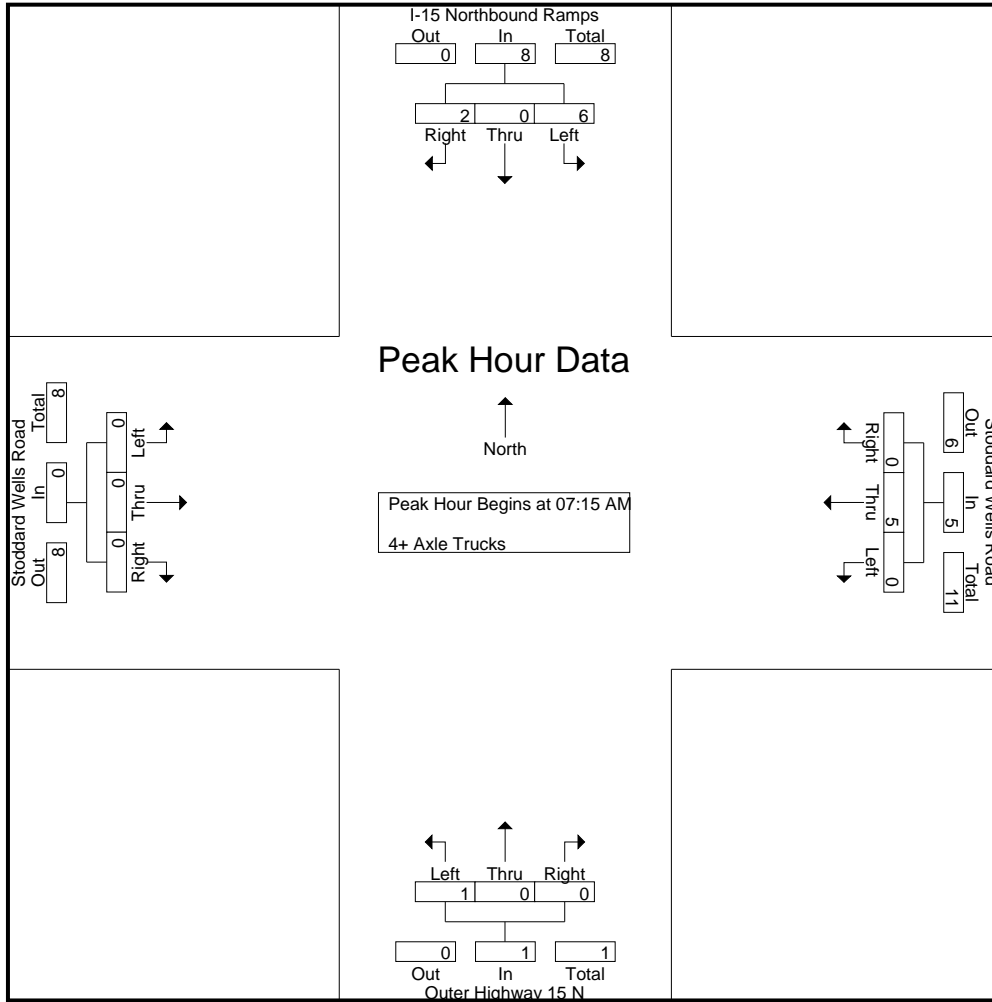 I-15 Northbound Ramps
Out In Total
0 8 8
2 0 6
Right Thru Left
Peak Hour Data
North
Peak Hour Begins at 07:15 AM
4+ Axle Trucks
Stoddard Wells Road
Out In Total
8 0 8
Left Thru Right
0 0 0
Stoddard Wells Road
Out In Total
6 5 11
Right Thru Left
0 5 0
Left Thru Right
1 0 0
0 1 1
Out In Total
Outer Highway 15 N